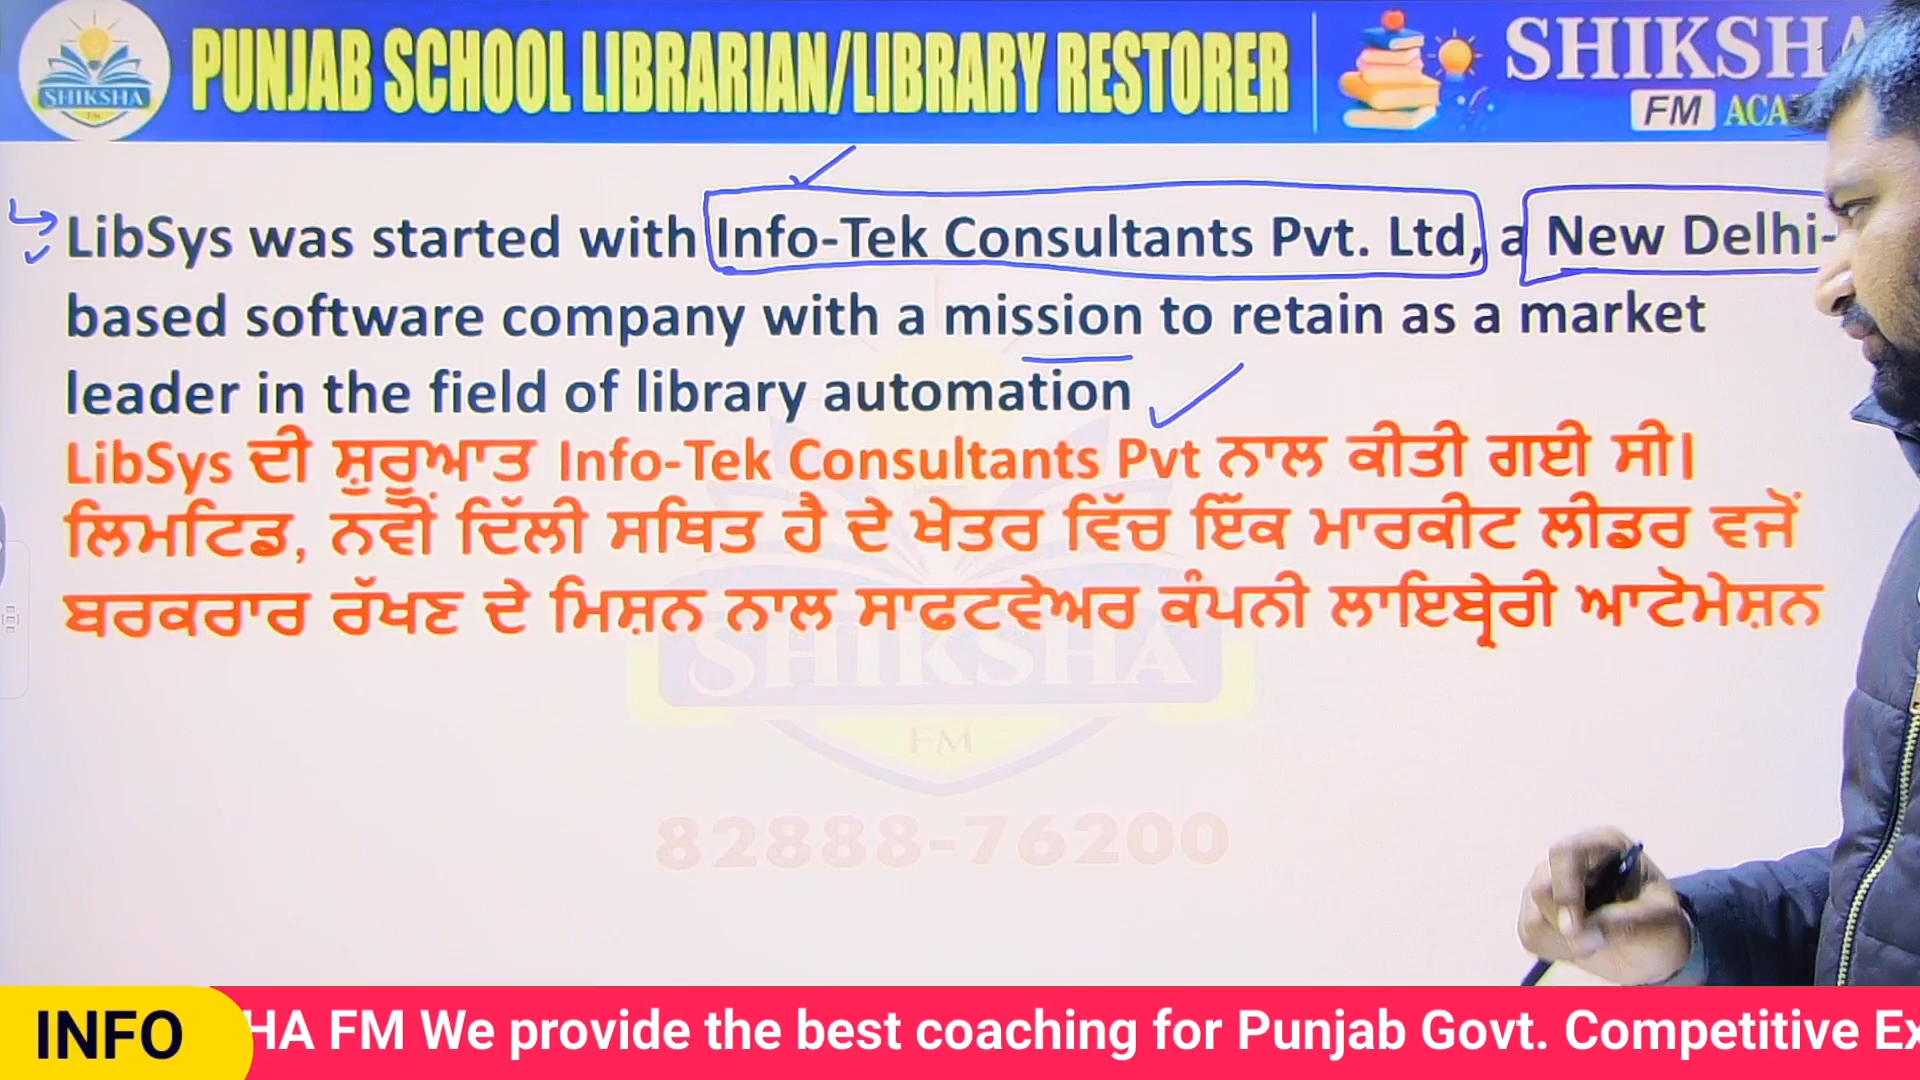 SHIKSHA
FM
PUNJAB SCHOOL LIBRARIAN/LIBRARY RESTORER
SHIKSHA
FM ACA
LibSys was started with Info-Tek Consultants Pvt. Ltd, a New Delhi-
based software company with a mission to retain as a market
leader in the field of library automation
LibSys ਦੀ ਸ਼ੁਰੂਆਤ Info-Tek Consultants Pvt ਨਾਲ ਕੀਤੀ ਗਈ ਸੀ।
ਲਿਮਟਿਡ, ਨਵੀਂ ਦਿੱਲੀ ਸਥਿਤ ਹੈ ਦੇ ਖੇਤਰ ਵਿੱਚ ਇੱਕ ਮਾਰਕੀਟ ਲੀਡਰ ਵਜੋਂ
ਬਰਕਰਾਰ ਰੱਖਣ ਦੇ ਮਿਸ਼ਨ ਨਾਲ ਸਾਫਟਵੇਅਰ ਕੰਪਨੀ ਲਾਇਬ੍ਰੇਰੀ ਆਟੋਮੇਸ਼ਨ
SHIKSHA
FM
82888-76200
INFO
HA FM We provide the best coaching for Punjab Govt. Competitive Ex